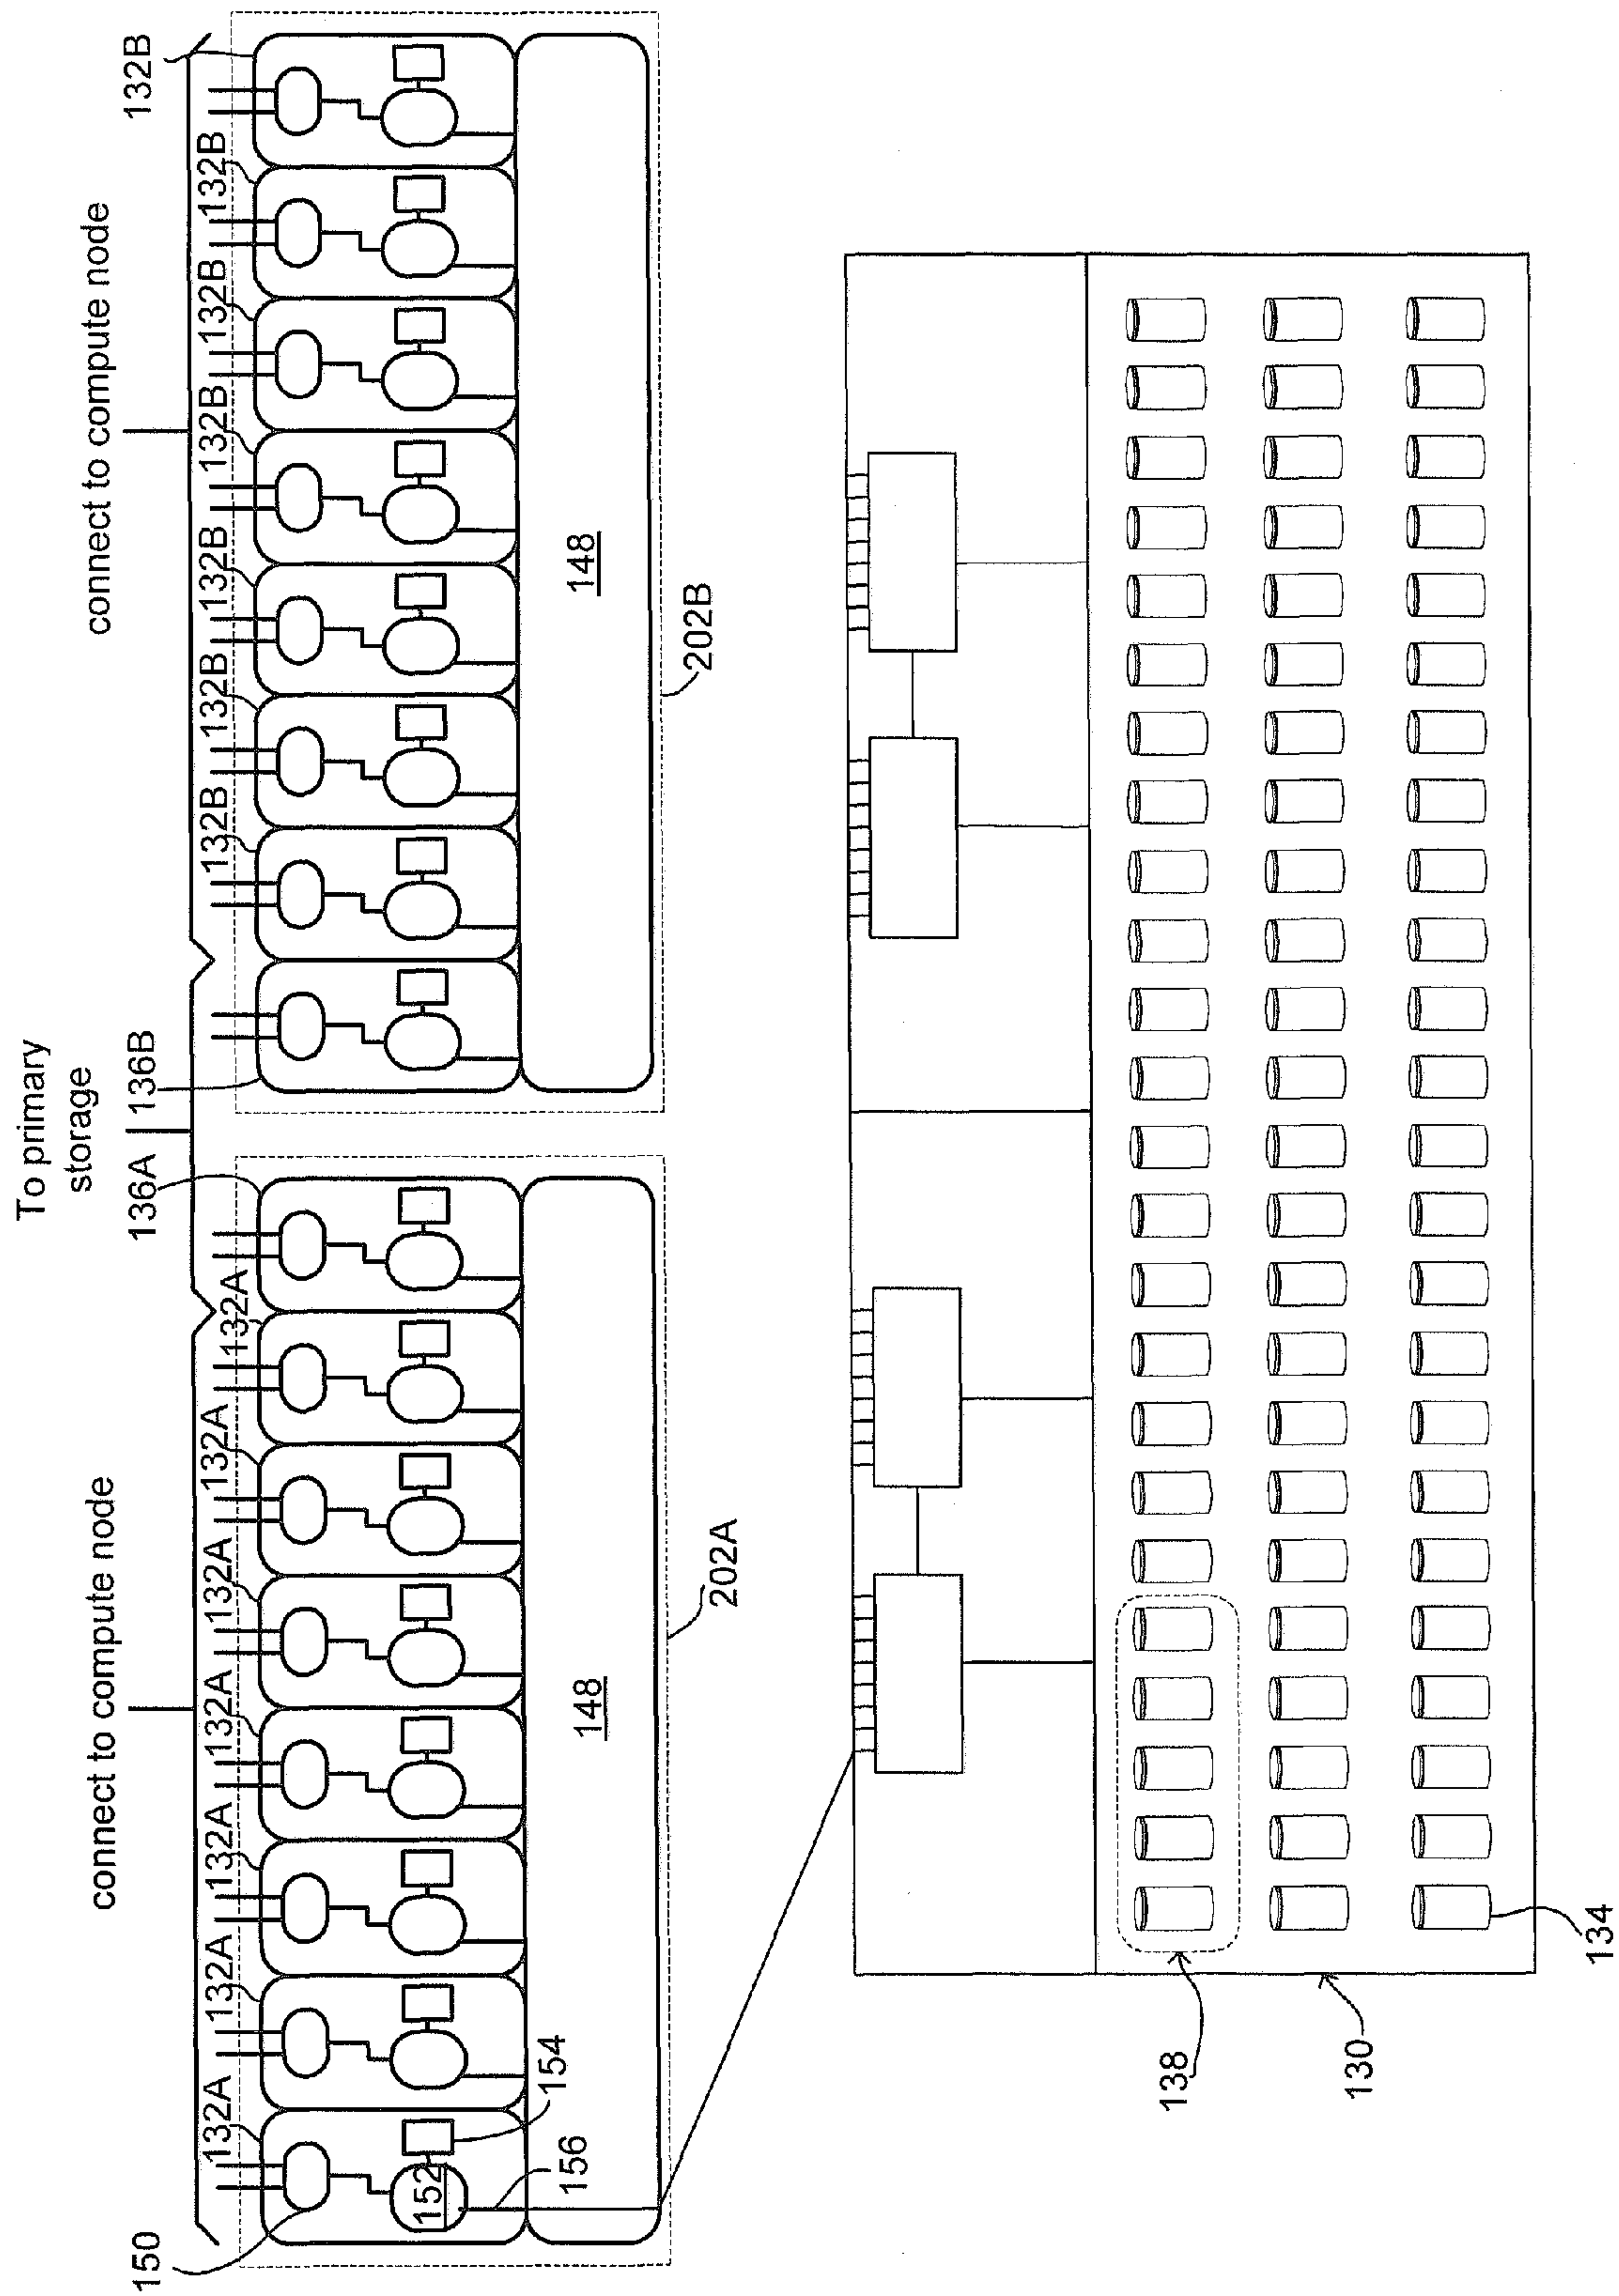 To primary
storage
connect to compute node
connect to compute node
150
136A
136B
132B
132A
132A
132A
132A
132A
132A
132A
132B
132B
132B
132B
132B
132B
152
154
156
148
148
202A
202B
138
130
134